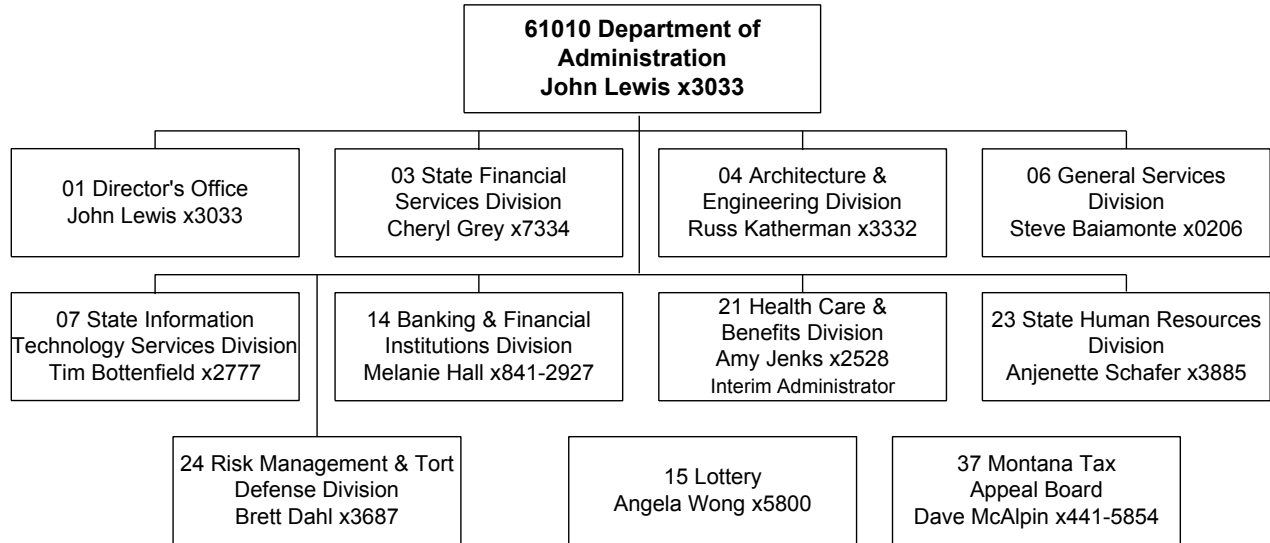 61010 Department of
Administration
John Lewis x3033
01 Director's Office
John Lewis x3033
03 State Financial
Services Division
Cheryl Grey x7334
04 Architecture &
Engineering Division
Russ Katherman x3332
06 General Services
Division
Steve Baiamonte x0206
07 State Information
Technology Services Division
Tim Bottenfield x2777
14 Banking & Financial
Institutions Division
Melanie Hall x841-2927
21 Health Care &
Benefits Division
Amy Jenks x2528
Interim Administrator
23 State Human Resources
Division
Anjenette Schafer x3885
24 Risk Management & Tort
Defense Division
Brett Dahl x3687
15 Lottery
Angela Wong x5800
37 Montana Tax
Appeal Board
Dave McAlpin x441-5854